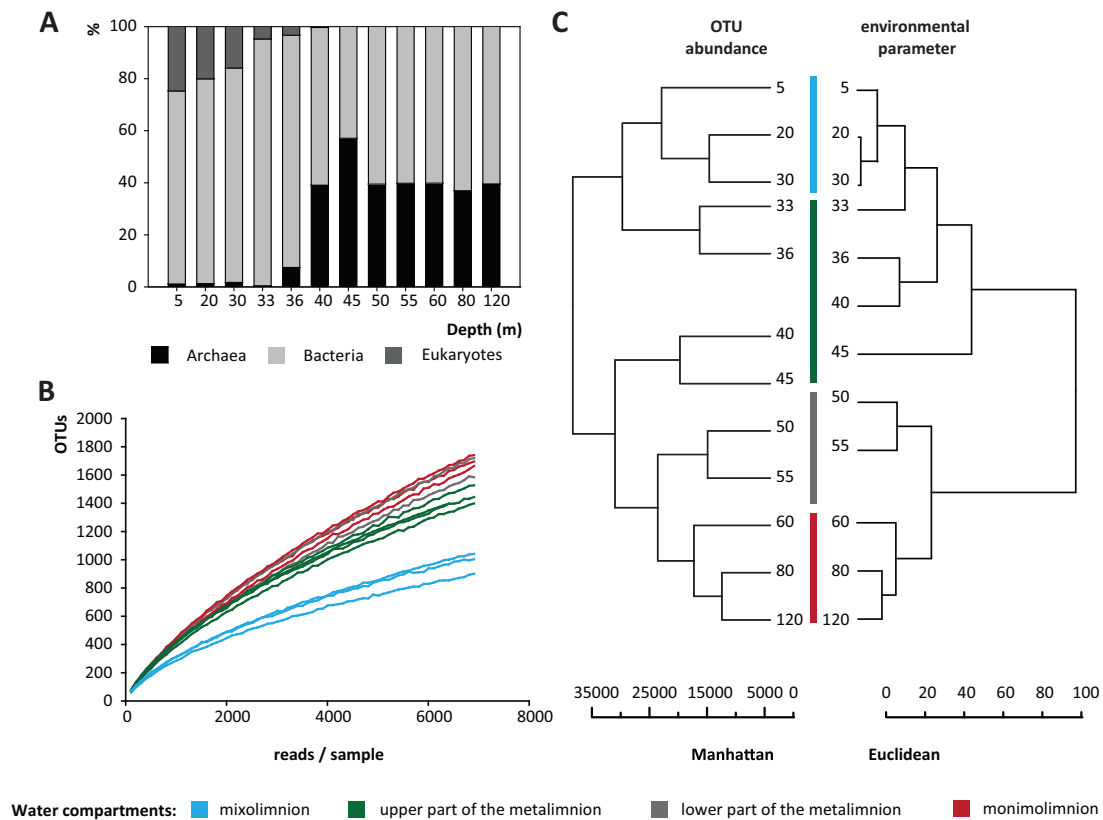 A
%
100
80
60
40
20
0
5 20 30 33 36 40 45 50 55 60 80 120
Depth (m)
Archaea Bacteria Eukaryotes
B
OTUs
2000
1800
1600
1400
1200
1000
800
600
400
200
0
0 2000 4000 6000 8000
reads / sample
C
OTU abundance
environmental parameter
5 5
20 20
30 30
33 33
36 36
40 40
45 45
50 50
55 55
60 60
80 80
120 120
35000 25000 15000 5000 0
0 20 40 60 80 100
Manhattan Euclidean
Water compartments: mixolimnion upper part of the metalimnion lower part of the metalimnion monimolimnion